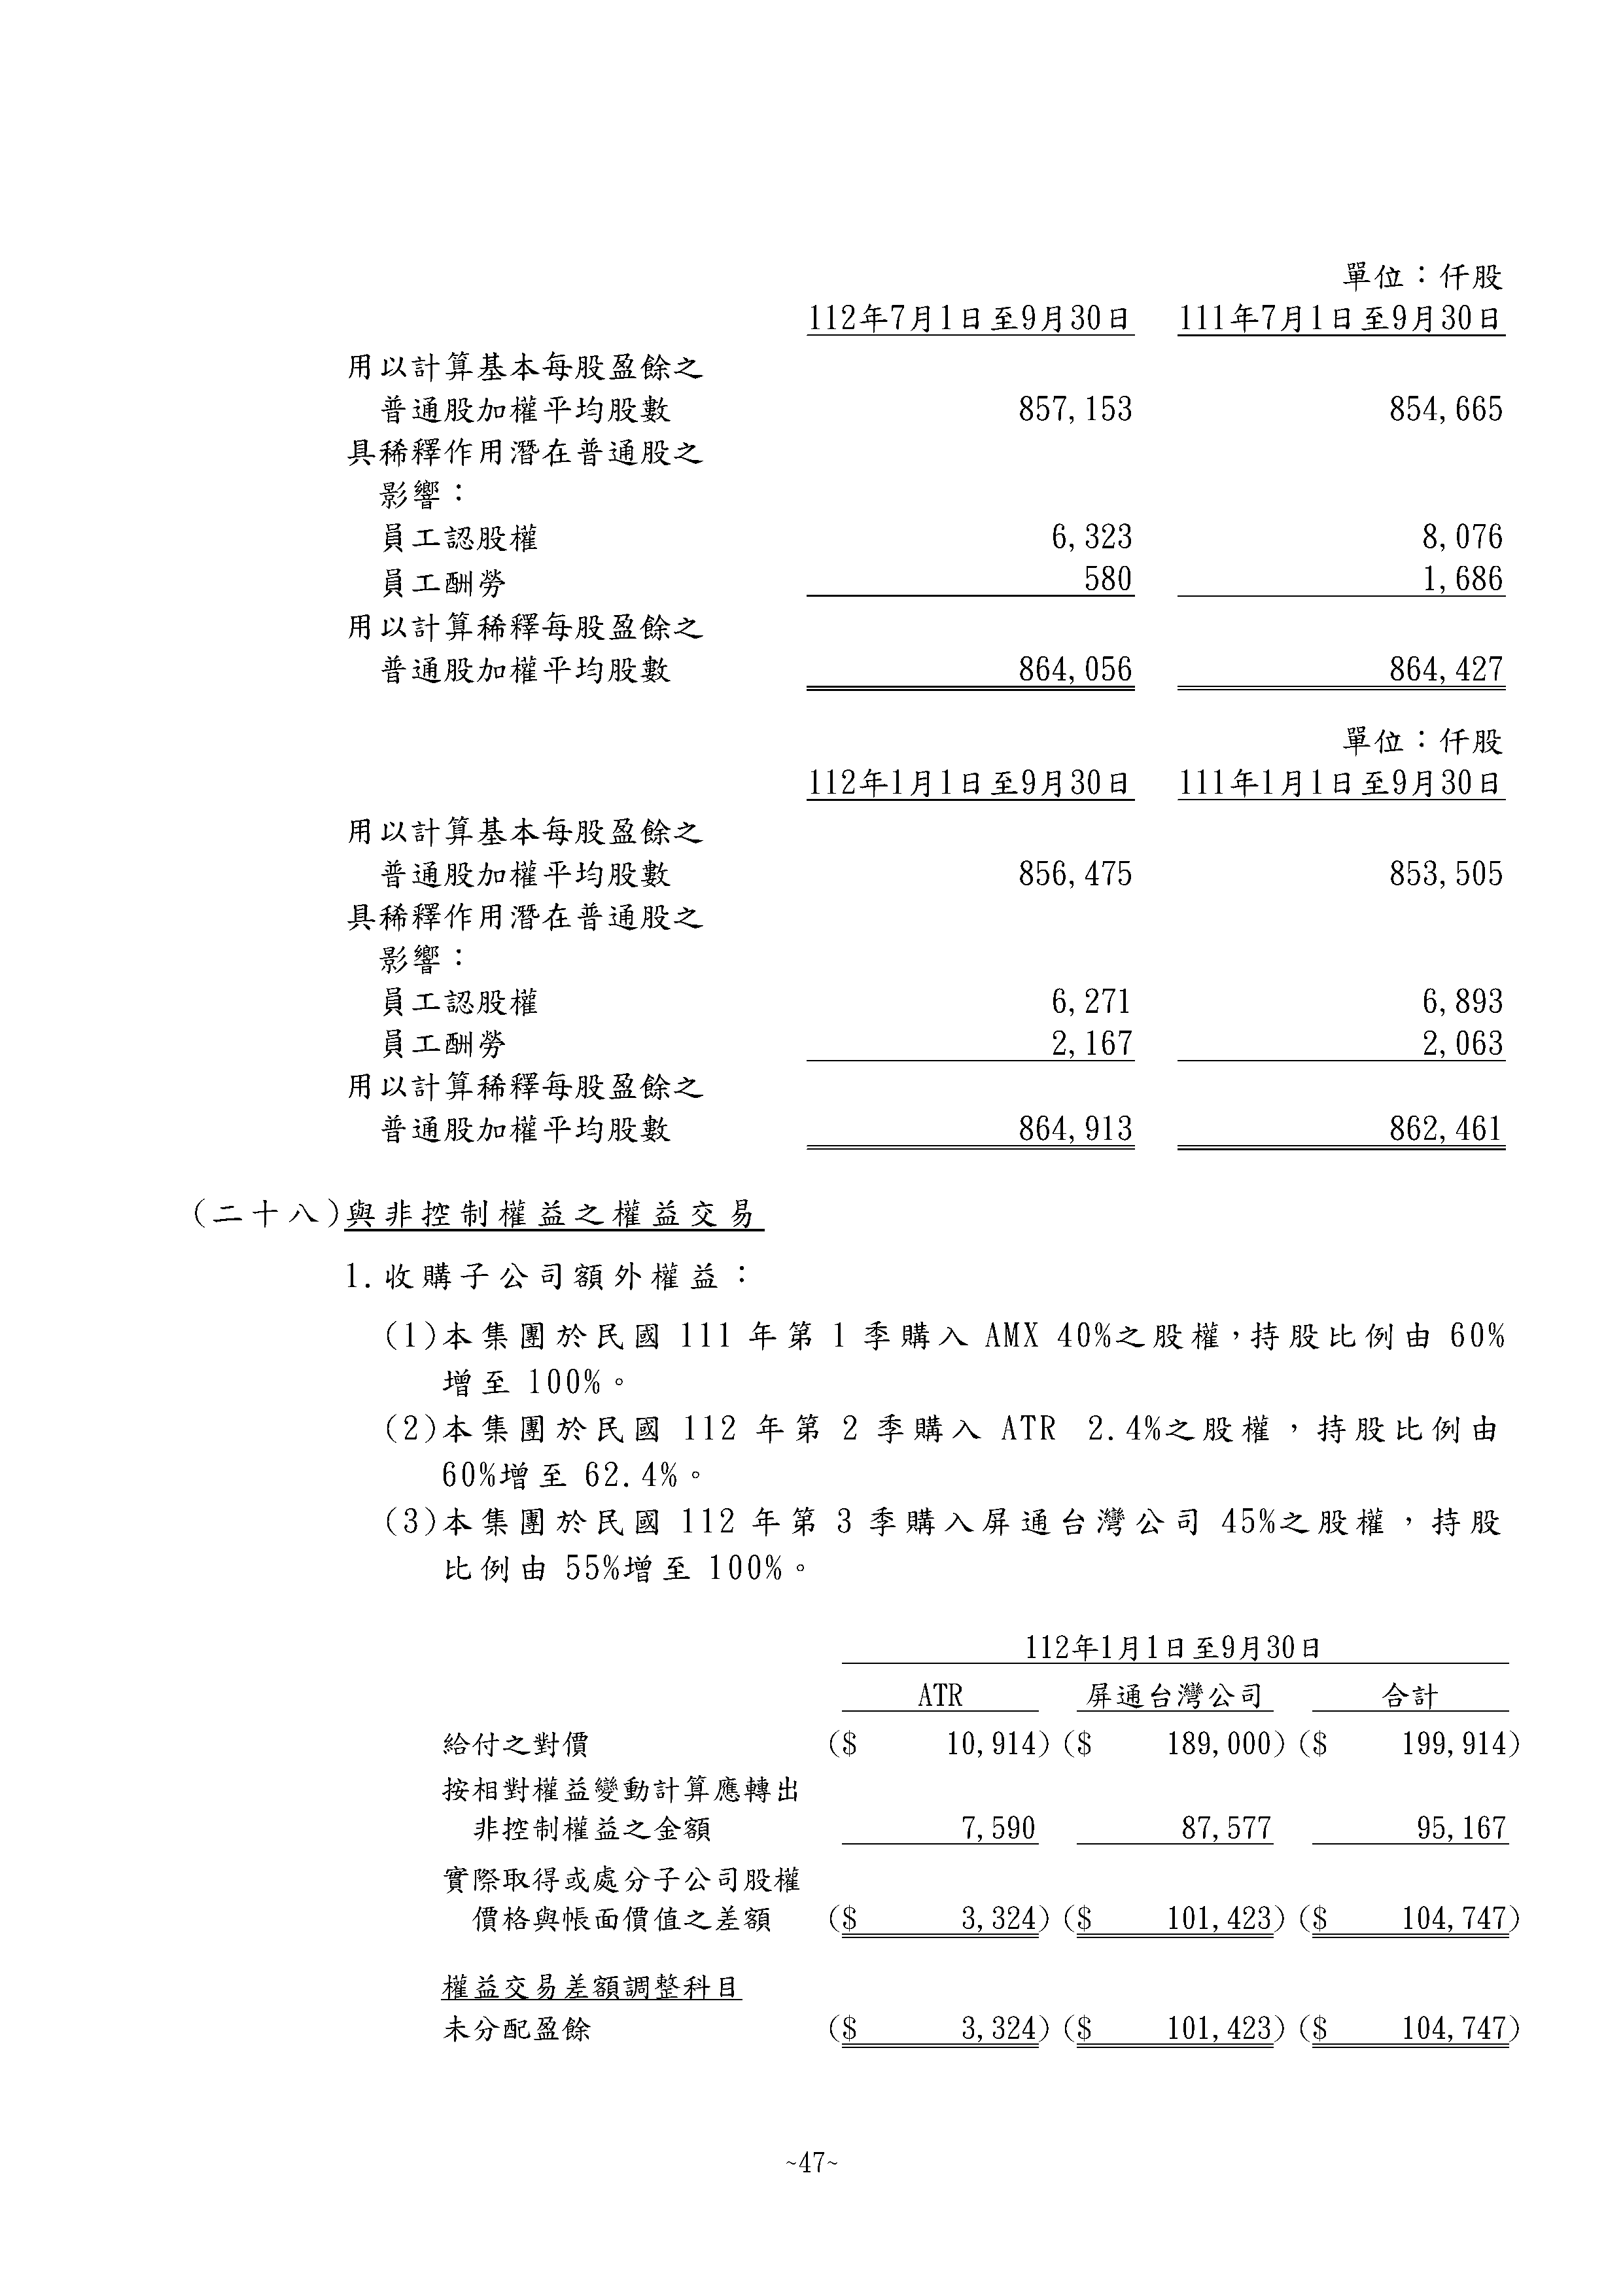 單位：仟股
112年7月1日至9月30日 111年7月1日至9月30日
用以計算基本每股盈餘之
普通股加權平均股數 857,153 854,665
具稀釋作用潛在普通股之
影響：
員工認股權 6,323 8,076
員工酬勞 580 1,686
用以計算稀釋每股盈餘之
普通股加權平均股數 864,056 864,427
單位：仟股
112年1月1日至9月30日 111年1月1日至9月30日
用以計算基本每股盈餘之
普通股加權平均股數 856,475 853,505
具稀釋作用潛在普通股之
影響：
員工認股權 6,271 6,893
員工酬勞 2,167 2,063
用以計算稀釋每股盈餘之
普通股加權平均股數 864,913 862,461
(二十八)與非控制權益之權益交易
1.收購子公司額外權益：
(1)本集團於民國 111 年第 1 季購入 AMX 40%之股權，持股比例由 60%
增至 100%。
(2)本集團於民國 112 年第 2 季購入 ATR 2.4%之股權，持股比例由
60%增至 62.4%。
(3)本集團於民國 112 年第 3 季購入屏通台灣公司 45%之股權，持股
比例由 55%增至 100%。
112年1月1日至9月30日
ATR 屏通台灣公司 合計
給付之對價 ($ 10,914) ($ 189,000) ($ 199,914)
按相對權益變動計算應轉出
非控制權益之金額 7,590 87,577 95,167
實際取得或處分子公司股權
價格與帳面價值之差額 ($ 3,324) ($ 101,423) ($ 104,747)
權益交易差額調整科目
未分配盈餘 ($ 3,324) ($ 101,423) ($ 104,747)
~47~